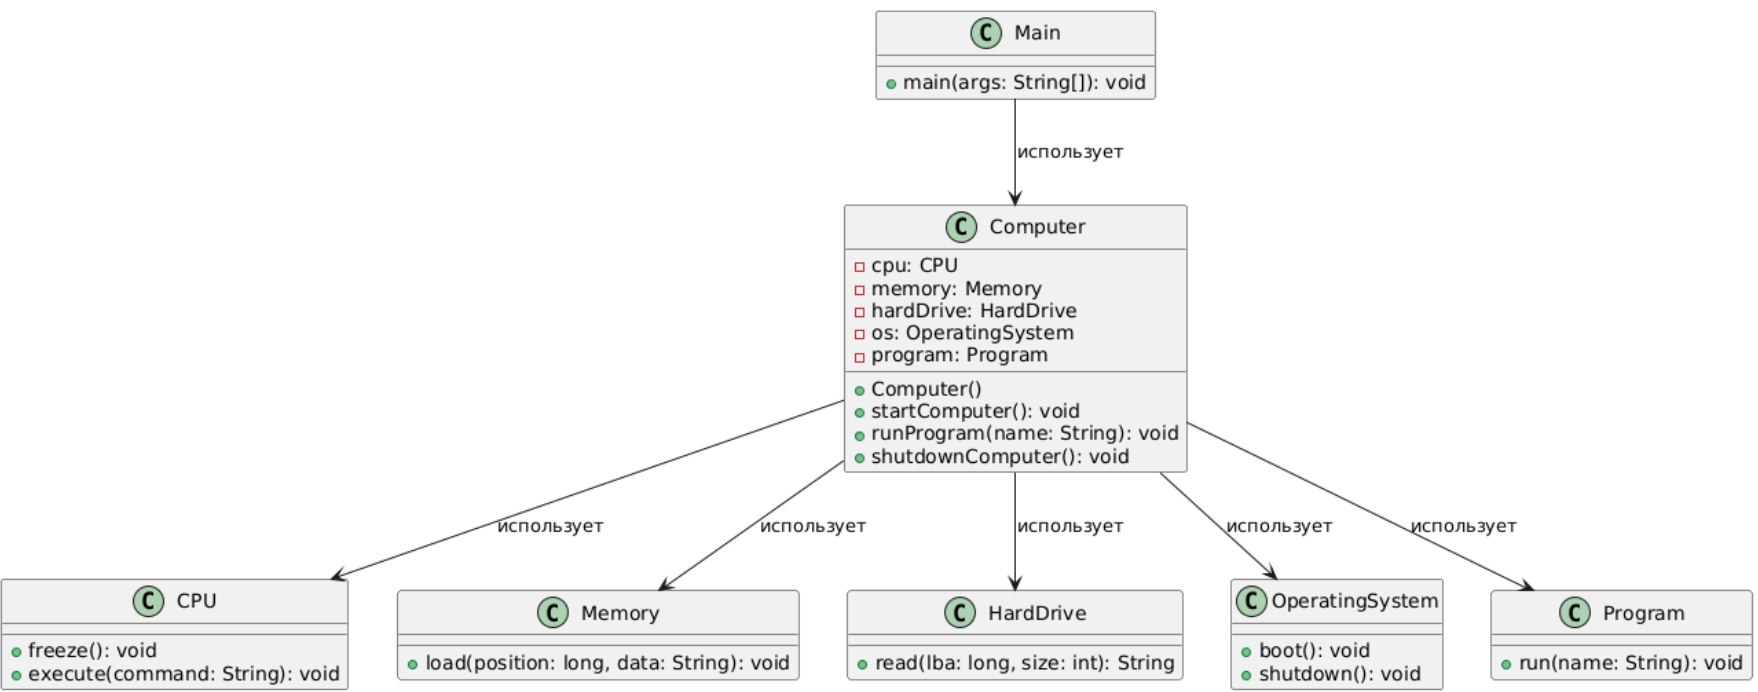 C Main
main(args: String[]): void
использует
C Computer
cpu: CPU
memory: Memory
hardDrive: HardDrive
os: OperatingSystem
program: Program
Computer()
startComputer(): void
runProgram(name: String): void
shutdownComputer(): void
использует
использует
использует
использует
использует
C CPU
freeze(): void
execute(command: String): void
C Memory
load(position: long, data: String): void
C HardDrive
read(lba: long, size: int): String
C OperatingSystem
boot(): void
shutdown(): void
C Program
run(name: String): void